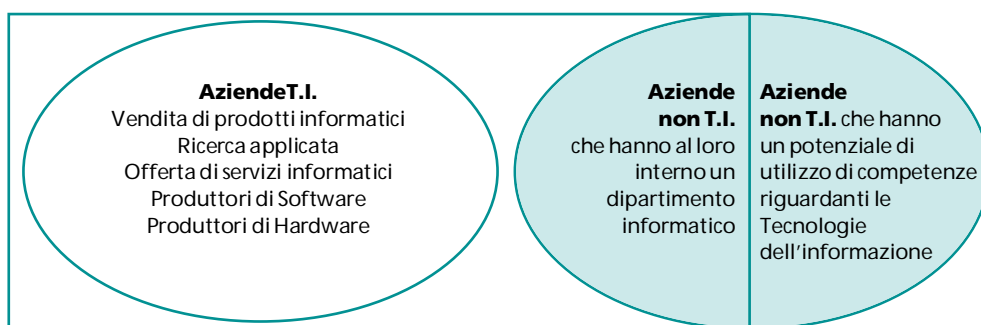 AziendeT.I.
Vendita di prodotti informatici
Ricerca applicata
Offerta di servizi informatici
Produttori di Software
Produttori di Hardware
Aziende
non T.I.
che hanno al loro
interno un
dipartimento
informatico
Aziende
non T.I. che hanno
un potenziale di
utilizzo di competenze
riguardanti le
Tecnologie
dell'informazione